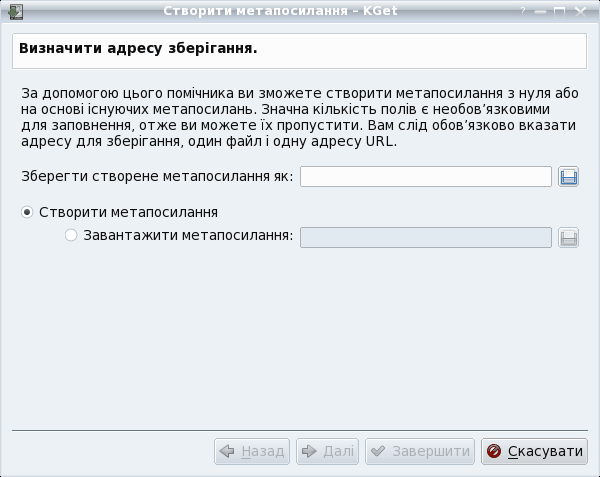 Створити метапосилання – KGet
Визначити адресу зберігання.
За допомогою цього помічника ви зможете створити метапосилання з нуля або
на основі існуючих метапосилань. Значна кількість полів є необов’язковими
для заповнення, отже ви можете їх пропустити. Вам слід обов’язково вказати
адресу для зберігання, один файл і одну адресу URL.
Зберегти створене метапосилання як:
Створити метапосилання
Завантажити метапосилання:
Назад Далі Завершити Скасувати